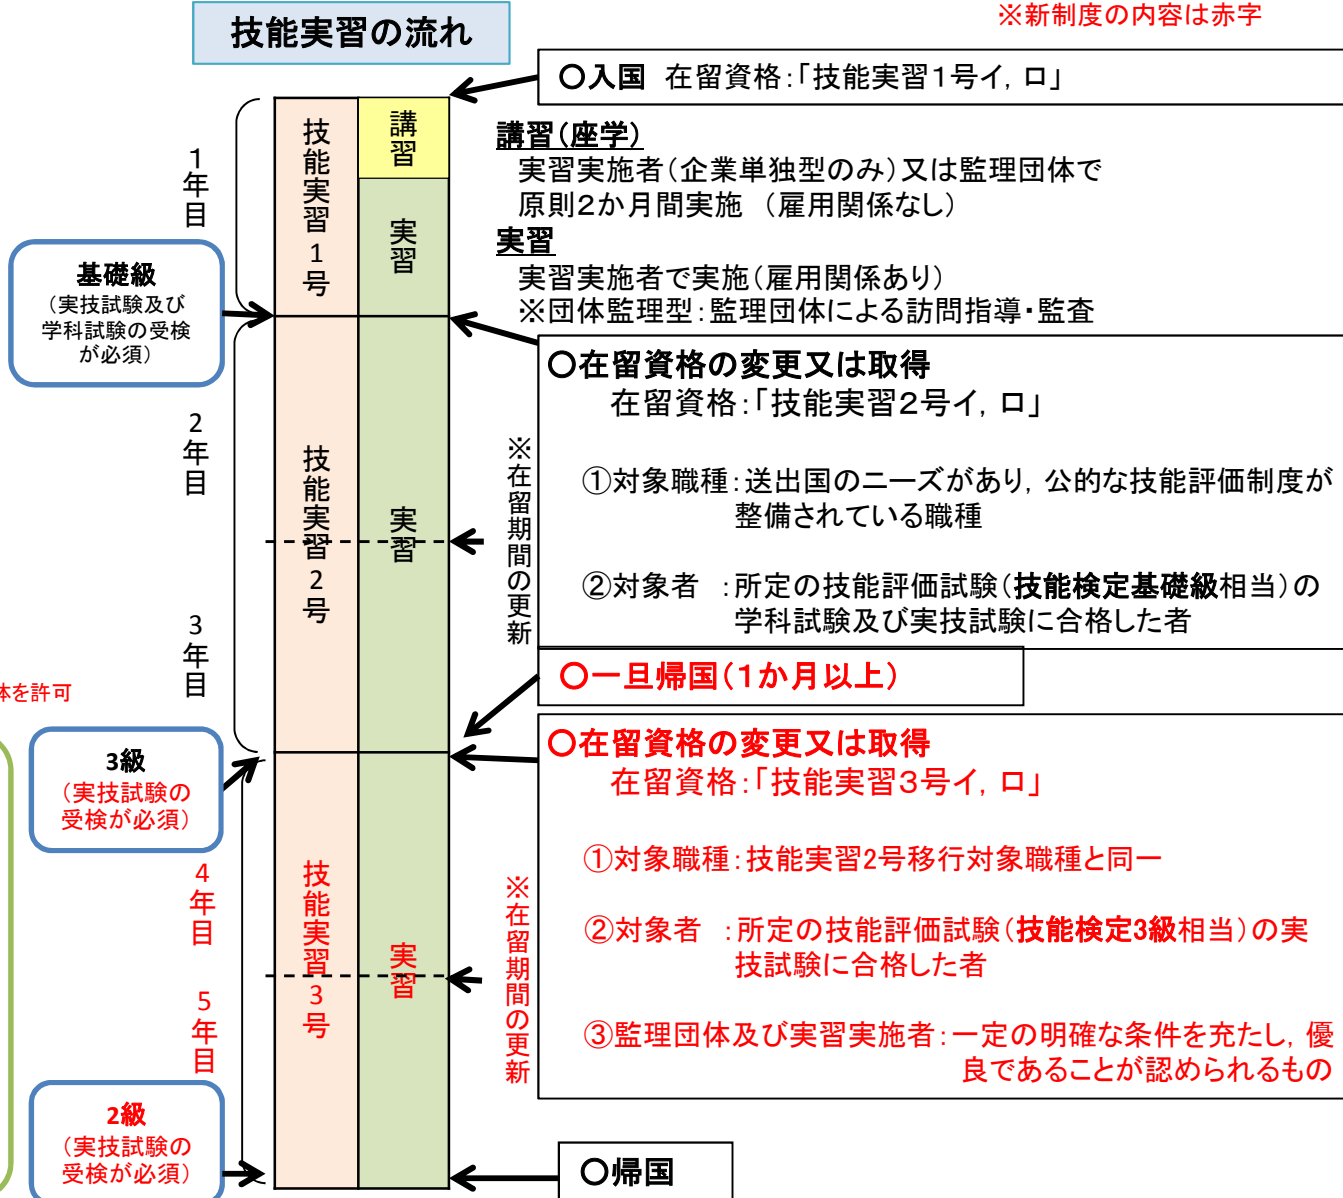 ※新制度の内容は赤字
技能実習の流れ
○入国 在留資格:「技能実習1号イ, ロ」
1年目
技能実習1号
講習
実習
講習(座学)
実習実施者(企業単独型のみ)又は監理団体で
原則2か月間実施 (雇用関係なし)
実習
実習実施者で実施(雇用関係あり)
※団体監理型:監理団体による訪問指導・監査
基礎級
(実技試験及び
学科試験の受検
が必須)
○在留資格の変更又は取得
在留資格:「技能実習2号イ, ロ」
①対象職種:送出国のニーズがあり, 公的な技能評価制度が
整備されている職種
②対象者 :所定の技能評価試験(技能検定基礎級相当)の
学科試験及び実技試験に合格した者
2年目
3年目
技能実習2号
実習
※在留期間の更新
○一旦帰国(1か月以上)
体を許可
3級
(実技試験の
受検が必須)
○在留資格の変更又は取得
在留資格:「技能実習3号イ, ロ」
①対象職種:技能実習2号移行対象職種と同一
②対象者 :所定の技能評価試験(技能検定3級相当)の実
技試験に合格した者
③監理団体及び実習実施者:一定の明確な条件を充たし, 優
良であることが認められるもの
4年目
5年目
技能実習3号
実習
※在留期間の更新
2級
(実技試験の
受検が必須)
○帰国